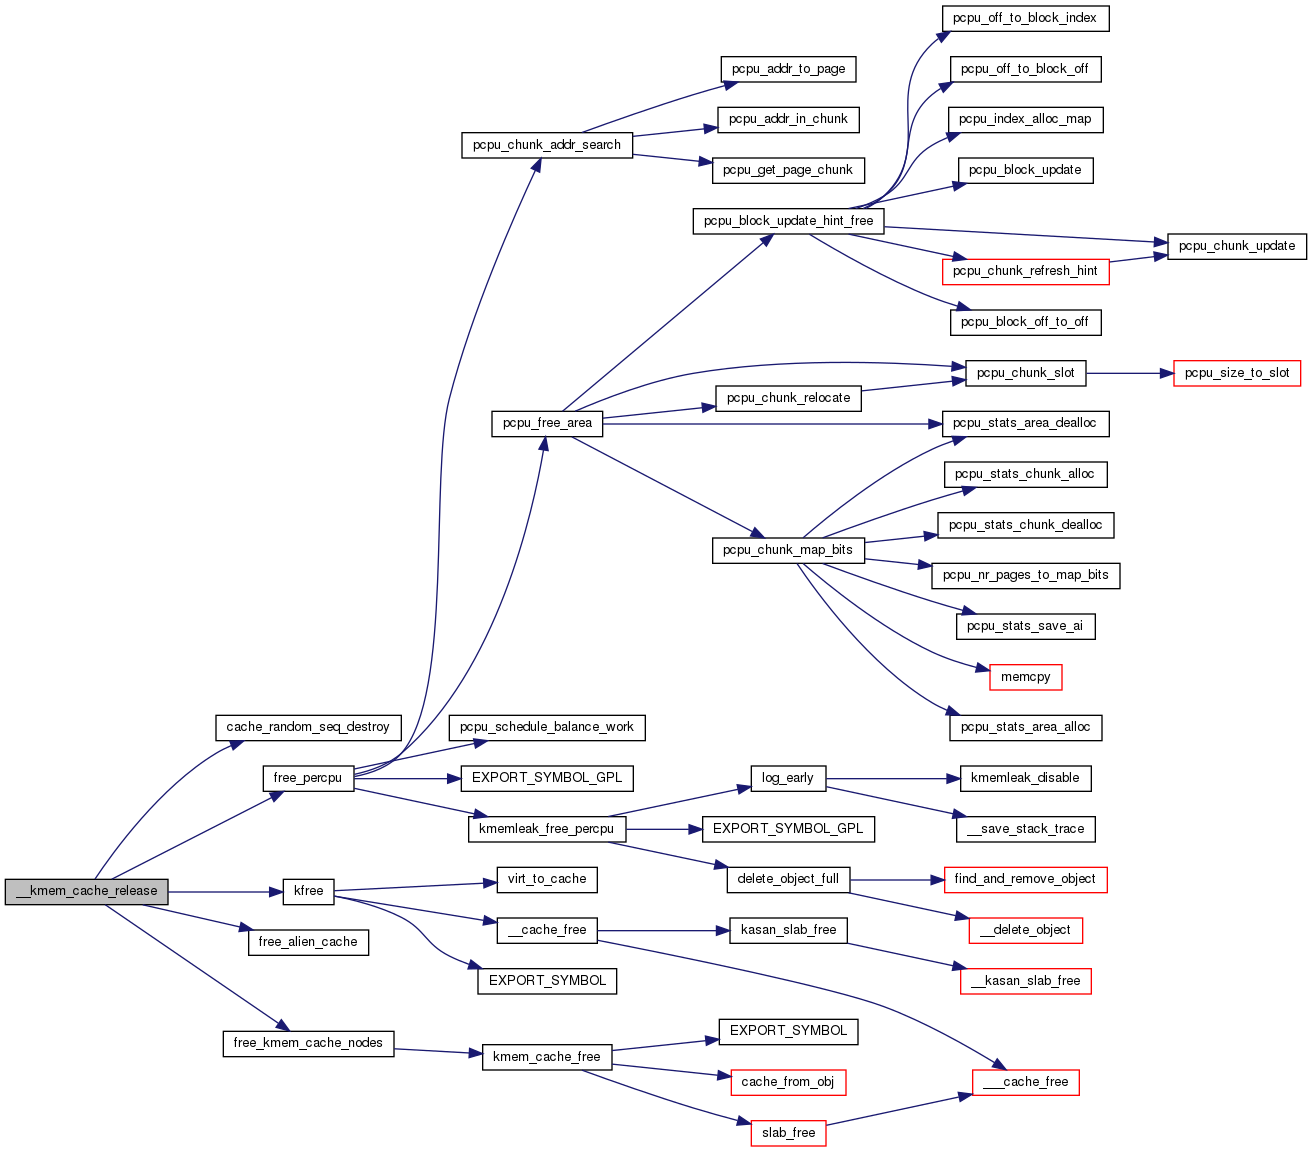 pcpu_off_to_block_index
pcpu_addr_to_page
pcpu_off_to_block_off
pcpu_addr_in_chunk
pcpu_index_alloc_map
pcpu_chunk_addr_search
pcpu_get_page_chunk
pcpu_block_update
pcpu_block_update_hint_free
pcpu_chunk_update
pcpu_chunk_refresh_hint
pcpu_block_off_to_off
pcpu_chunk_slot
pcpu_size_to_slot
pcpu_chunk_relocate
pcpu_free_area
pcpu_stats_area_dealloc
pcpu_stats_chunk_alloc
pcpu_stats_chunk_dealloc
pcpu_chunk_map_bits
pcpu_nr_pages_to_map_bits
pcpu_stats_save_ai
memcpy
pcpu_stats_area_alloc
cache_random_seq_destroy
pcpu_schedule_balance_work
free_percpu
EXPORT_SYMBOL_GPL
log_early
kmemleak_disable
kmemleak_free_percpu
EXPORT_SYMBOL_GPL
__save_stack_trace
__kmem_cache_release
kfree
virt_to_cache
delete_object_full
find_and_remove_object
free_alien_cache
__cache_free
kasan_slab_free
__delete_object
EXPORT_SYMBOL
__kasan_slab_free
free_kmem_cache_nodes
kmem_cache_free
EXPORT_SYMBOL
cache_from_obj
___cache_free
slab_free